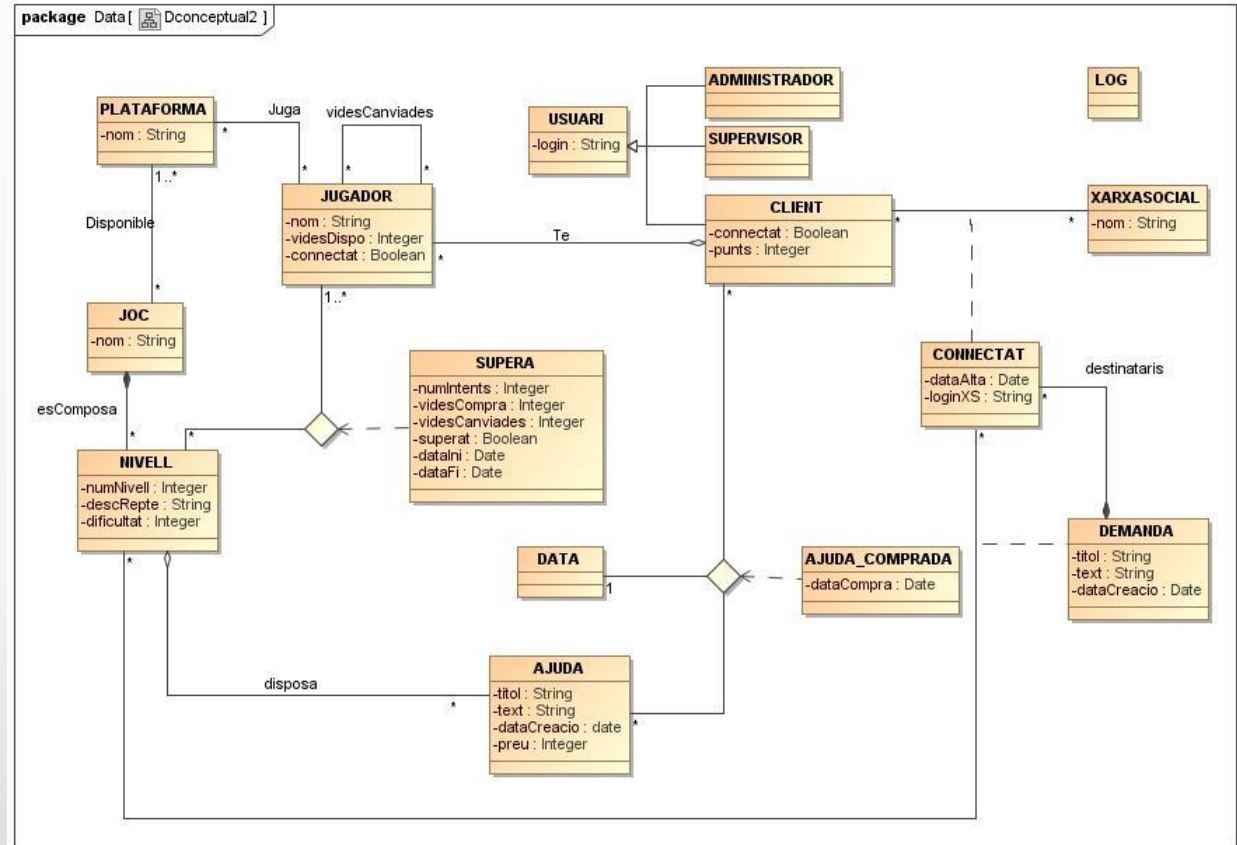 package Data [ Dconceptual2 ]
PLATAFORMA
-nom : String
*
1..*
Juga
*
videsCanviades
*
*
JUGADOR
-nom : String
-videsDispo : Integer
-connectat : Boolean
*
1..*
Te
USUARI
-login : String
ADMINISTRADOR
SUPERVISOR
CLIENT
-connectat : Boolean
-punts : Integer
*
*
*
LOG
XARXASOCIAL
-nom : String
Disponible
*
JOC
-nom : String
esComposa
*
*
NIVELL
-numNivell : Integer
-descRepte : String
-dificultat : Integer
*
SUPERA
-numIntents : Integer
-videsCompra : Integer
-videsCanviades : Integer
-superat : Boolean
-dataIni : Date
-dataFi : Date
CONNECTAT
-dataAlta : Date
-loginXS : String
*
*
destinataris
DATA
1
AJUDA_COMPRADA
-dataCompra : Date
DEMANDA
-titol : String
-text : String
-dataCreacio : Date
disposa
*
AJUDA
-titol : String
-text : String
-dataCreacio : date
-preu : Integer
*